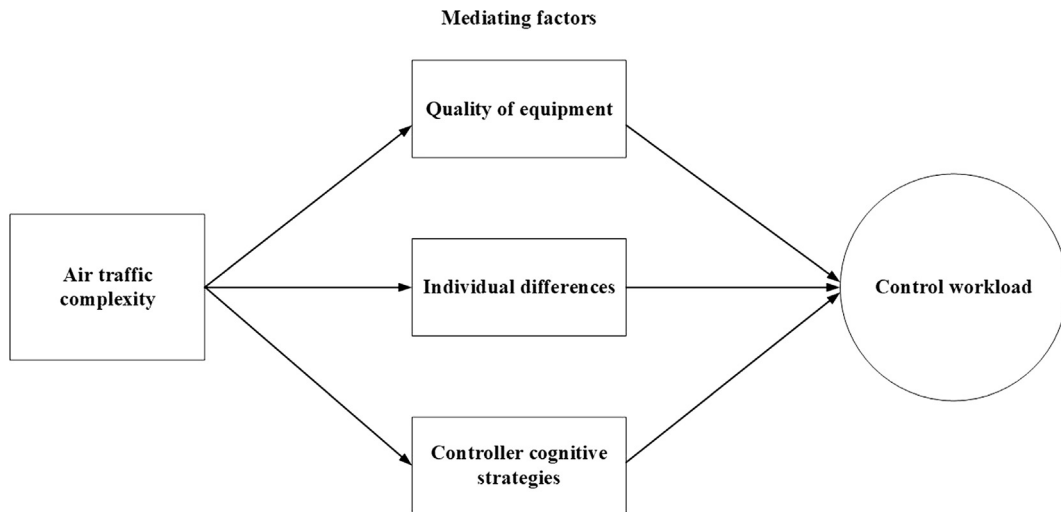 Mediating factors
Quality of equipment
Air traffic
complexity
Individual differences
Control workload
Controller cognitive
strategies